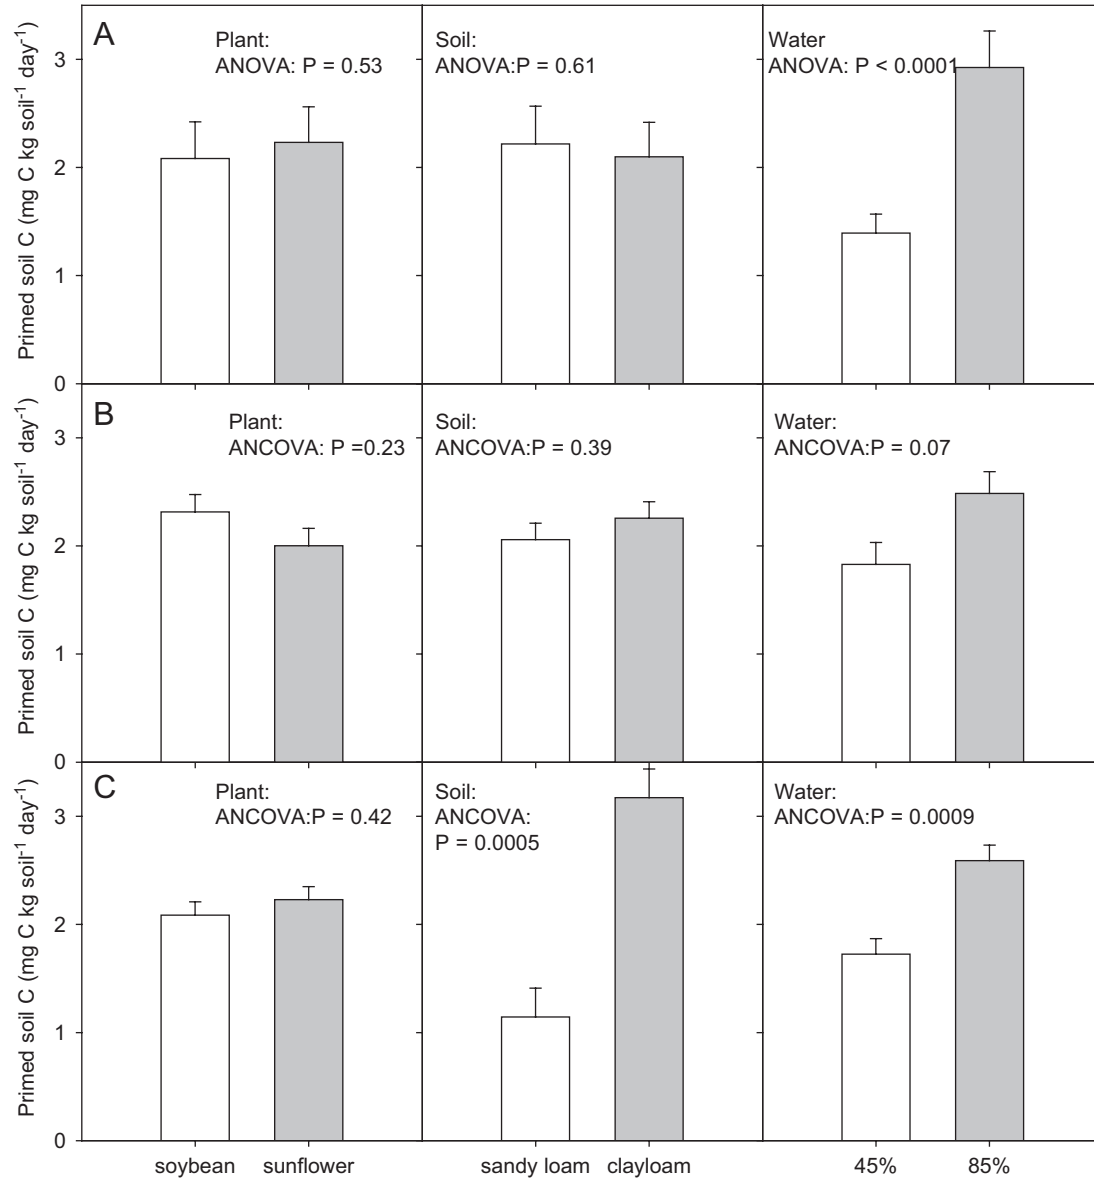 A
Plant:
ANOVA: P = 0.53
Soil:
ANOVA:P = 0.61
Water
ANOVA: P < 0.0001
Primed soil C (mg C kg soil⁻¹ day⁻¹)
3
2
1
0
B
Plant:
ANCOVA: P =0.23
Soil:
ANCOVA:P = 0.39
Water:
ANCOVA:P = 0.07
Primed soil C (mg C kg soil⁻¹ day⁻¹)
3
2
1
0
C
Plant:
ANCOVA:P = 0.42
Soil:
ANCOVA:
P = 0.0005
Water:
ANCOVA:P = 0.0009
Primed soil C (mg C kg soil⁻¹ day⁻¹)
3
2
1
0
soybean sunflower sandy loam clayloam 45% 85%